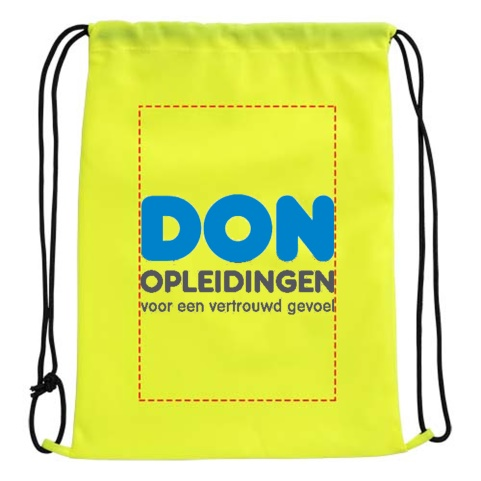 DON
OPLEIDINGEN
voor een vertrouwd gevoel